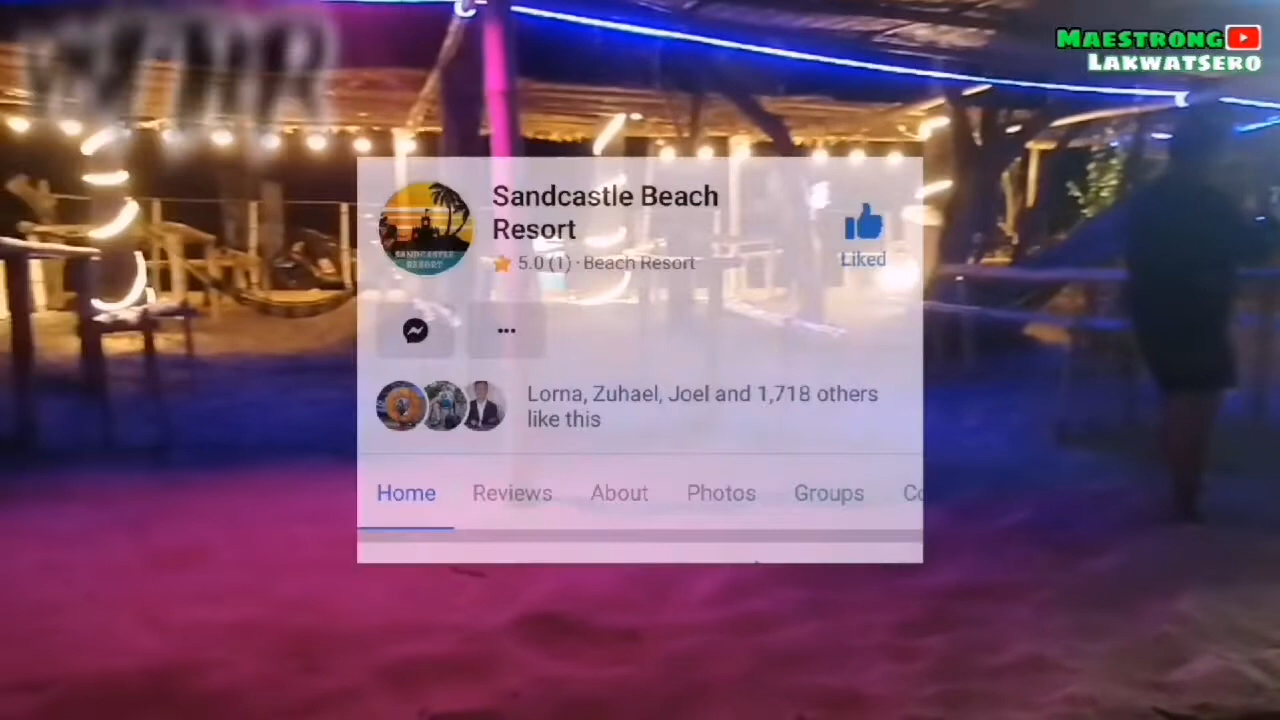 MAESTRONG
LAKWATSERO
Sandcastle Beach
Resort
5.0 (1) · Beach Resort
Liked
SANDCASTLE
RESORT
Lorna, Zuhael, Joel and 1,718 others
like this
Home Reviews About Photos Groups Co